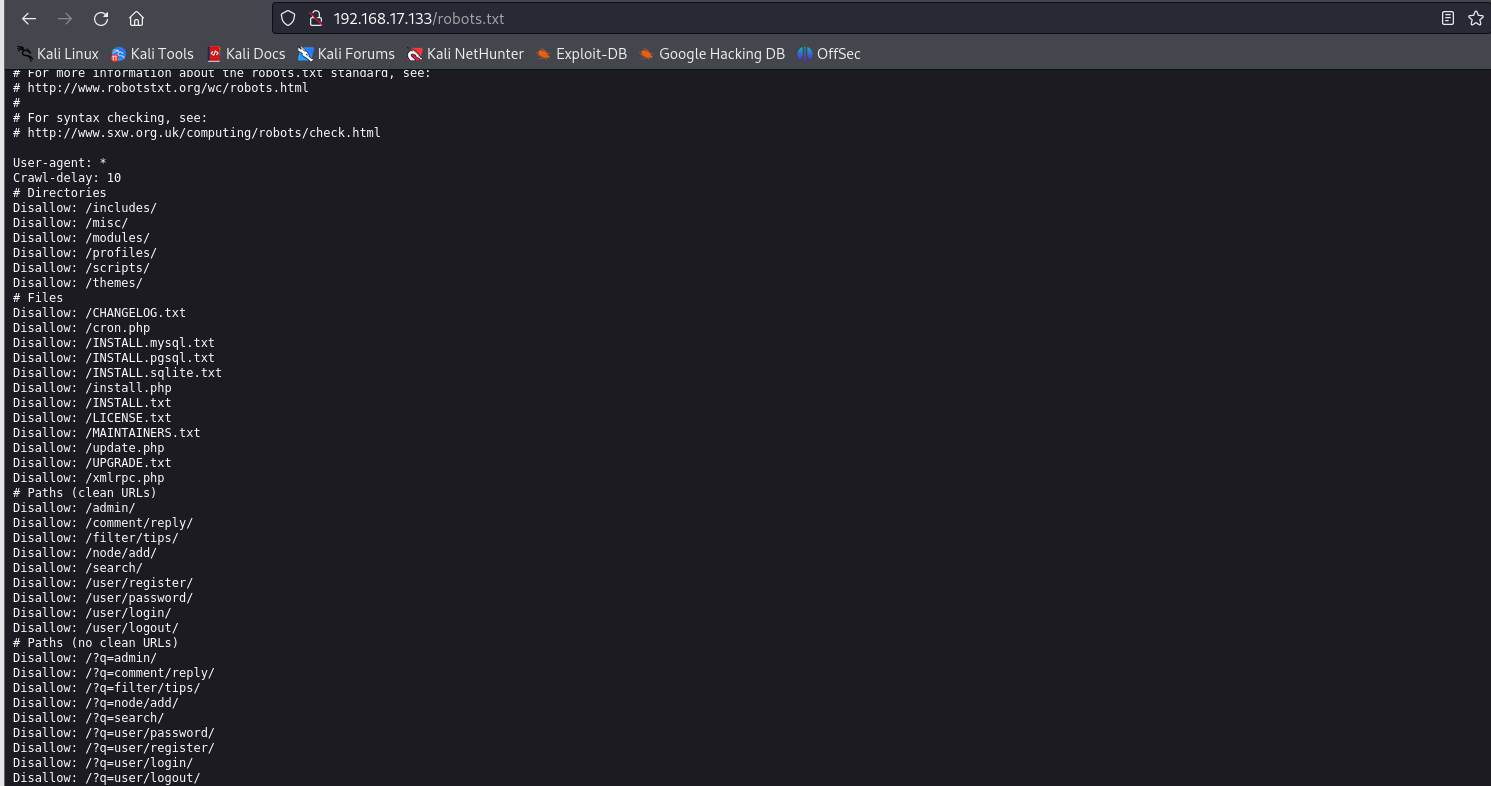 192.168.17.133/robots.txt
Kali Linux Kali Tools Kali Docs Kali Forums Kali NetHunter Exploit-DB Google Hacking DB OffSec
# For more information about the robots.txt standard, see:
# http://www.robotstxt.org/wc/robots.html
#
# For syntax checking, see:
# http://www.sxw.org.uk/computing/robots/check.html
User-agent: *
Crawl-delay: 10
# Directories
Disallow: /includes/
Disallow: /misc/
Disallow: /modules/
Disallow: /profiles/
Disallow: /scripts/
Disallow: /themes/
# Files
Disallow: /CHANGELOG.txt
Disallow: /cron.php
Disallow: /INSTALL.mysql.txt
Disallow: /INSTALL.pgsql.txt
Disallow: /INSTALL.sqlite.txt
Disallow: /install.php
Disallow: /INSTALL.txt
Disallow: /LICENSE.txt
Disallow: /MAINTAINERS.txt
Disallow: /update.php
Disallow: /UPGRADE.txt
Disallow: /xmlrpc.php
# Paths (clean URLs)
Disallow: /admin/
Disallow: /comment/reply/
Disallow: /filter/tips/
Disallow: /node/add/
Disallow: /search/
Disallow: /user/register/
Disallow: /user/password/
Disallow: /user/login/
Disallow: /user/logout/
# Paths (no clean URLs)
Disallow: /?q=admin/
Disallow: /?q=comment/reply/
Disallow: /?q=filter/tips/
Disallow: /?q=node/add/
Disallow: /?q=search/
Disallow: /?q=user/password/
Disallow: /?q=user/register/
Disallow: /?q=user/login/
Disallow: /?q=user/logout/